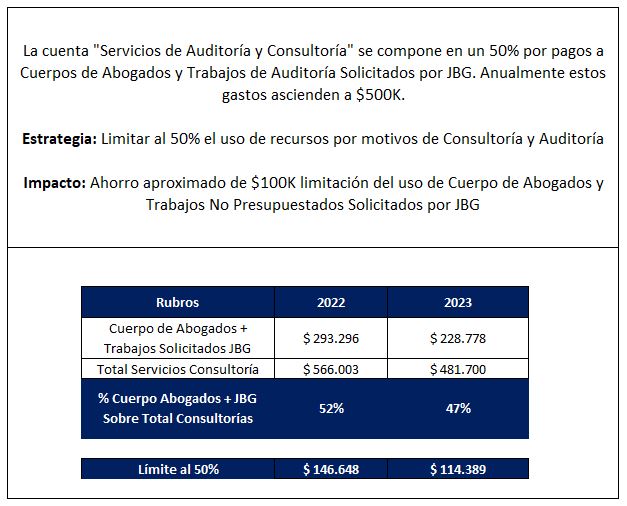 La cuenta "Servicios de Auditoría y Consultoría" se compone en un 50% por pagos a
Cuerpos de Abogados y Trabajos de Auditoría Solicitados por JBG. Anualmente estos
gastos ascienden a $500K.
Estrategia: Limitar al 50% el uso de recursos por motivos de Consultoría y Auditoría
Impacto: Ahorro aproximado de $100K limitación del uso de Cuerpo de Abogados y
Trabajos No Presupuestados Solicitados por JBG
Rubros 2022 2023
Cuerpo de Abogados +
Trabajos Solicitados JBG $ 293.296 $ 228.778
Total Servicios Consultoría $ 566.003 $ 481.700
% Cuerpo Abogados + JBG
Sobre Total Consultorías 52% 47%
Límite al 50% $ 146.648 $ 114.389